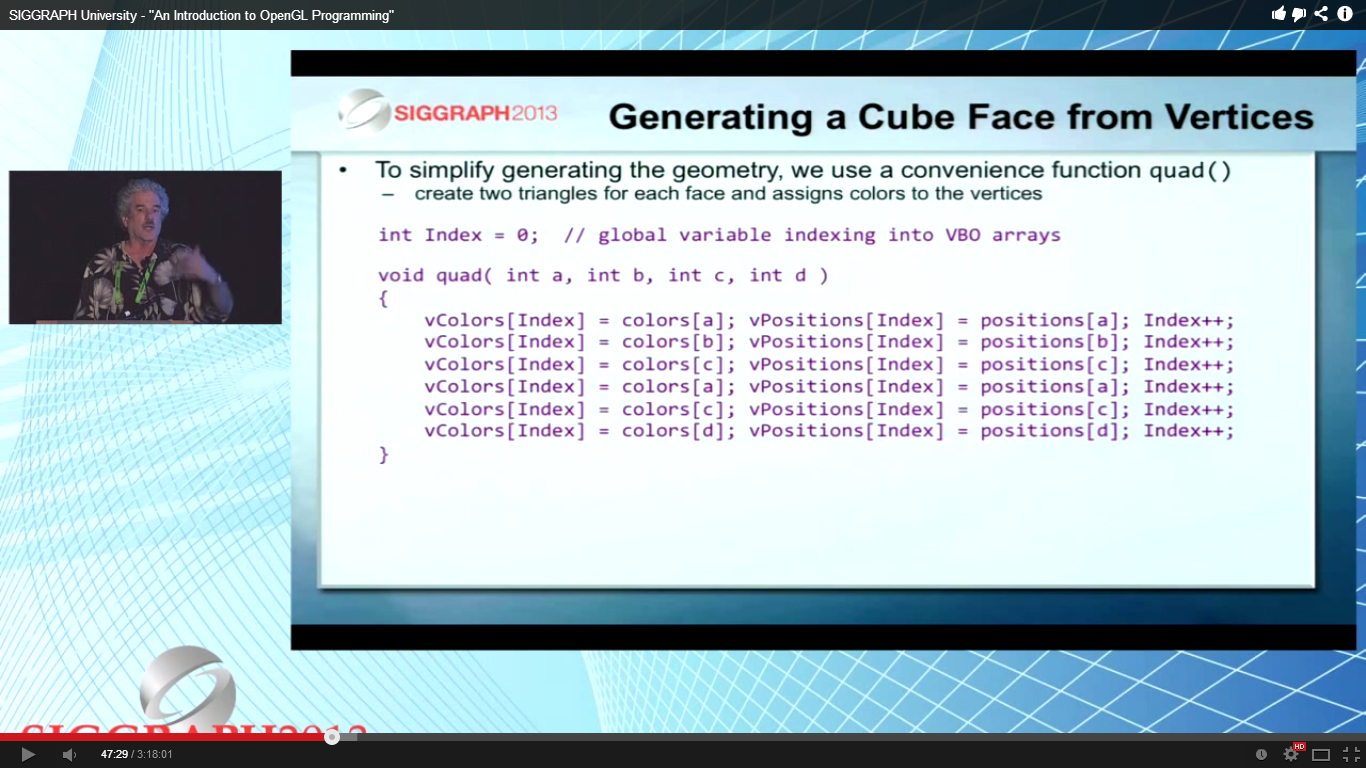 SIGGRAPH University - "An Introduction to OpenGL Programming"
SIGGRAPH2013
Generating a Cube Face from Vertices
• To simplify generating the geometry, we use a convenience function quad()
– create two triangles for each face and assigns colors to the vertices
int Index = 0;  // global variable indexing into VBO arrays
void quad( int a, int b, int c, int d )
{
    vColors[Index] = colors[a]; vPositions[Index] = positions[a]; Index++;
    vColors[Index] = colors[b]; vPositions[Index] = positions[b]; Index++;
    vColors[Index] = colors[c]; vPositions[Index] = positions[c]; Index++;
    vColors[Index] = colors[a]; vPositions[Index] = positions[a]; Index++;
    vColors[Index] = colors[c]; vPositions[Index] = positions[c]; Index++;
    vColors[Index] = colors[d]; vPositions[Index] = positions[d]; Index++;
}
SIGGRAPH2013
47:29 / 3:18:01
HD